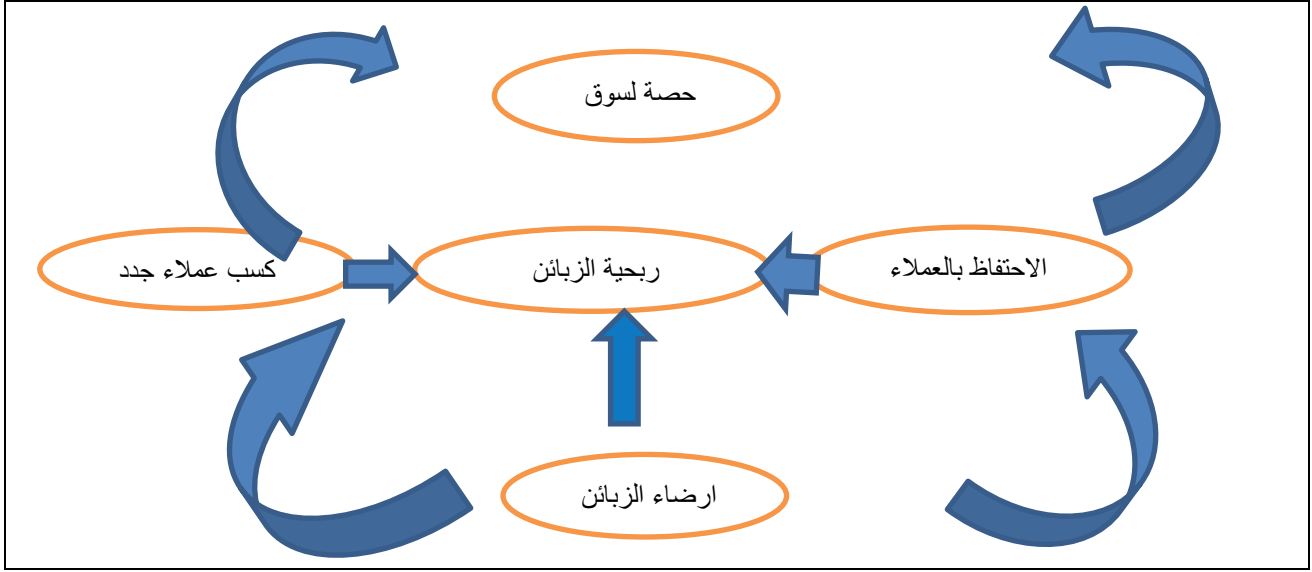 حصة لسوق
الاحتفاظ بالعملاء
ربحية الزبائن
كسب عملاء جدد
ارضاء الزبائن